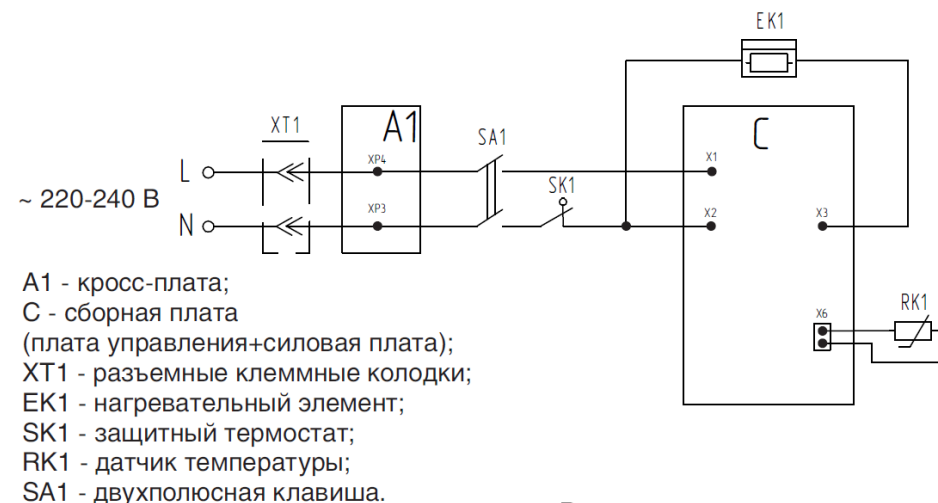 EK1
XT1
A1
SA1
C
XP4
X1
L
SK1
~ 220-240 В
XP3
X2
X3
N
A1 - кросс-плата;
С - сборная плата
(плата управления+силовая плата);
XT1 - разъемные клеммные колодки;
EK1 - нагревательный элемент;
SK1 - защитный термостат;
RK1 - датчик температуры;
SA1 - двухполюсная клавиша.
X6
RK1